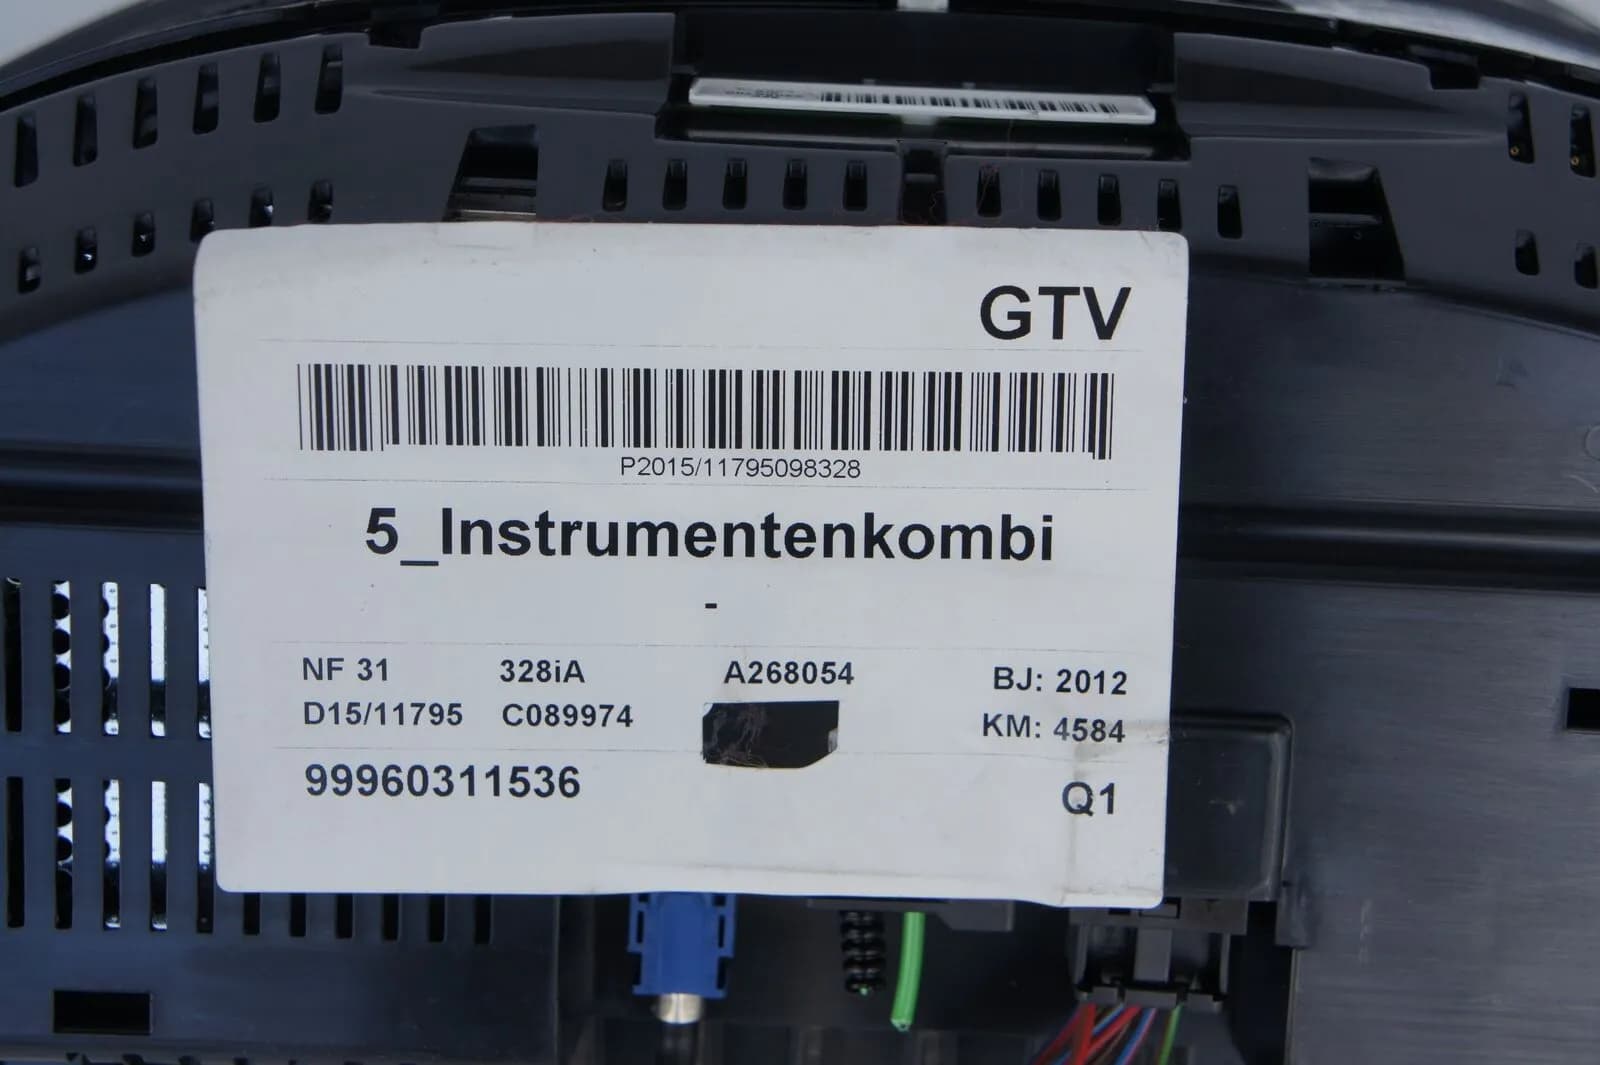 GTV
P2015/11795098328
5_Instrumentenkombi
-
NF 31 328iA A268054 BJ: 2012
D15/11795 C089974 KM: 4584
99960311536 Q1